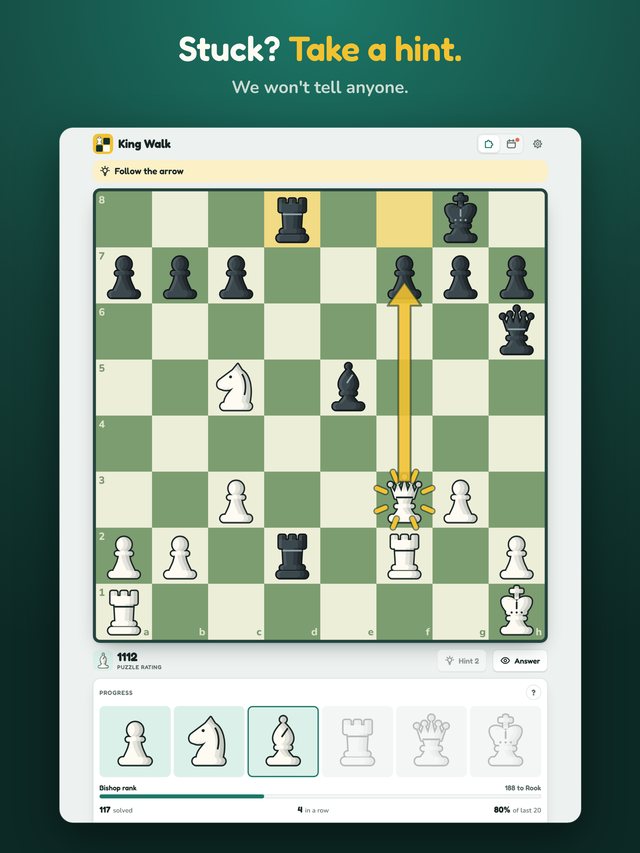 Stuck? Take a hint.
We won't tell anyone.
King Walk
Follow the arrow
8
7
6
5
4
3
2
1
a b c d e f g h
1112
PUZZLE RATING
Hint 2
Answer
PROGRESS
?
Bishop rank
188 to Rook
117 solved
4 in a row
80% of last 20